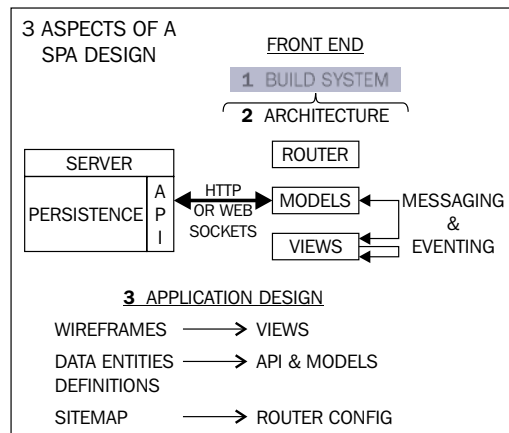 3 ASPECTS OF A
SPA DESIGN
FRONT END
1 BUILD SYSTEM
2 ARCHITECTURE
SERVER
PERSISTENCE
API
HTTP
OR WEB
SOCKETS
ROUTER
MODELS
VIEWS
MESSAGING
&
EVENTING
3 APPLICATION DESIGN
WIREFRAMES VIEWS
DATA ENTITIES API & MODELS
DEFINITIONS
SITEMAP ROUTER CONFIG